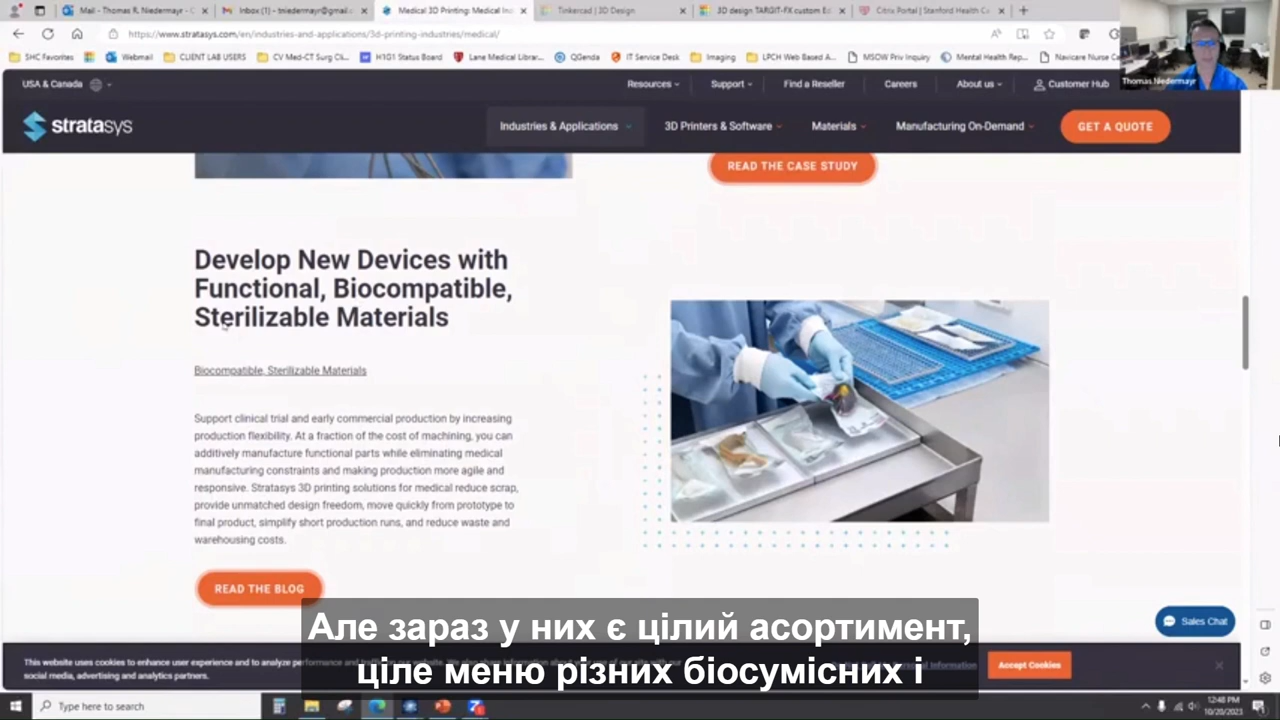 Mail - Thomas R. Niedermayr - O
Inbox (1) - tniedermayr@gmail.c
Medical 3D Printing: Medical In
Tinkercad | 3D Design
3D design TARGIT-FX custom Ed
Citrix Portal | Stanford Health Ca
https://www.stratasys.com/en/industries-and-applications/3d-printing-industries/medical/
SHC Favorites
Webmail
CLIENT LAB USERS
CV Med-CT Surg Cl...
H1G1 Status Board
Lane Medical Librar...
QGenda
IT Service Desk
Imaging
LPCH Web Based A...
MSOW Priv Inquiry
Mental Health Rep...
Navicare Nurse Ca
Thomas Niedermayr
USA & Canada
Resources
Support
Find a Reseller
Careers
About us
Customer Hub
stratasys
Industries & Applications
3D Printers & Software
Materials
Manufacturing On-Demand
GET A QUOTE
READ THE CASE STUDY
Develop New Devices with
Functional, Biocompatible,
Sterilizable Materials
Biocompatible, Sterilizable Materials
Support clinical trial and early commercial production by increasing
production flexibility. At a fraction of the cost of machining, you can
additively manufacture functional parts while eliminating medical
manufacturing constraints and making production more agile and
responsive. Stratasys 3D printing solutions for medical reduce scrap,
provide unmatched design freedom, move quickly from prototype to
final product, simplify short production runs, and reduce waste and
warehousing costs.
READ THE BLOG
Sales Chat
Але зараз у них є цілий асортимент,
ціле меню різних біосумісних і
This website uses cookies to enhance user experience and to analyze performance
social media, advertising and analytics partners.
Accept Cookies
Type here to search
12:48 PM
10/20/2023